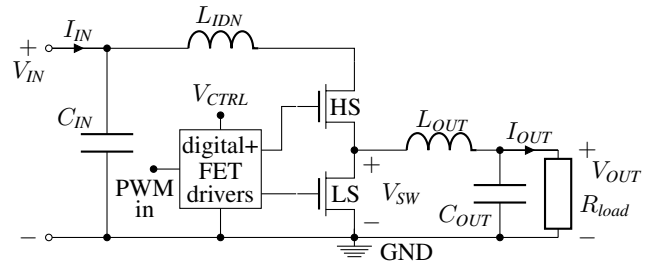 L_IDN
I_IN
+
V_IN
C_IN
V_CTRL
HS
digital+
FET
drivers
PWM
in
LS
L_OUT
I_OUT
+
V_SW
−
C_OUT
+
V_OUT
R_load
−
−
GND